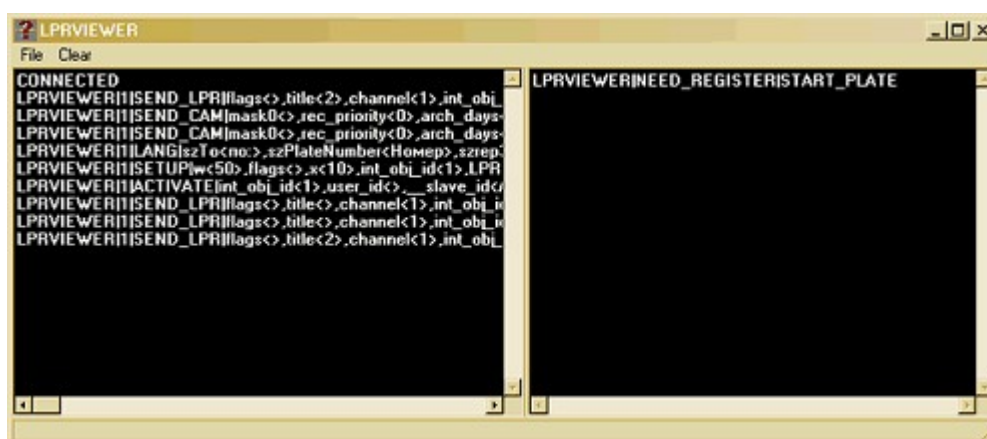 LPRVIEWER
File Clear
CONNECTED
LPRVIEWER|1|SEND_LPR|flags<>,title<2>,channel<1>,int_obj_
LPRVIEWER|1|SEND_CAM|mask0<>,rec_priority<0>,arch_days<
LPRVIEWER|1|SEND_CAM|mask0<>,rec_priority<0>,arch_days<
LPRVIEWER|1|LANG|szTo<по:>,szPlateNumber<Номер>,szrep
LPRVIEWER|1|SETUP|w<50>,flags<>,x<10>,int_obj_id<1>,LPR
LPRVIEWER|1|ACTIVATE|int_obj_id<1>,user_id<>,__slave_id<
LPRVIEWER|1|SEND_LPR|flags<>,title<>,channel<1>,int_obj_i
LPRVIEWER|1|SEND_LPR|flags<>,title<>,channel<1>,int_obj_i
LPRVIEWER|1|SEND_LPR|flags<>,title<2>,channel<1>,int_obj_
LPRVIEWER|NEED_REGISTER|START_PLATE